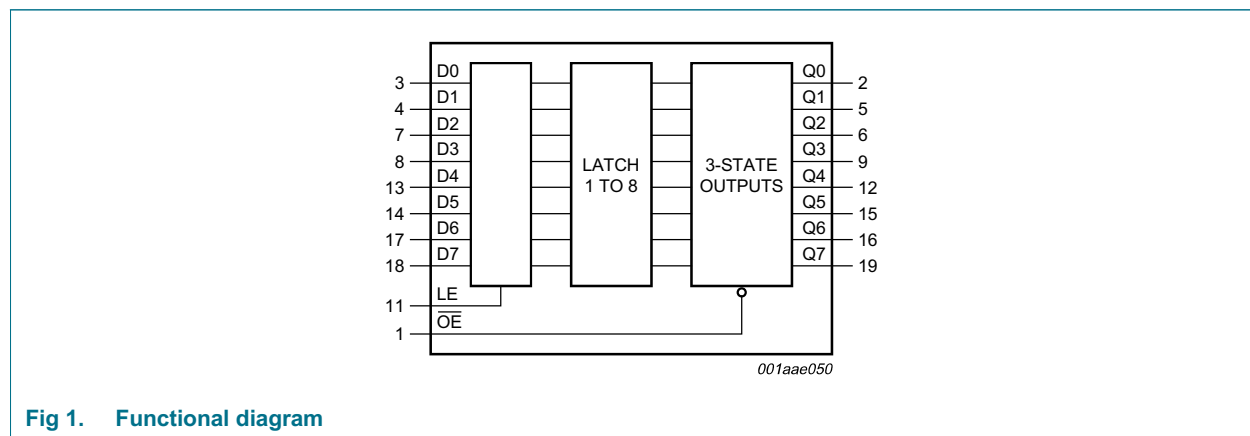 D0 Q0
3 2
D1 Q1
4 5
D2 Q2
7 6
D3 Q3
8 LATCH 3-STATE 9
D4 1 TO 8 OUTPUTS Q4
13 12
D5 Q5
14 15
D6 Q6
17 16
D7 Q7
18 19
LE
11
O̅E̅
1
001aae050
Fig 1. Functional diagram